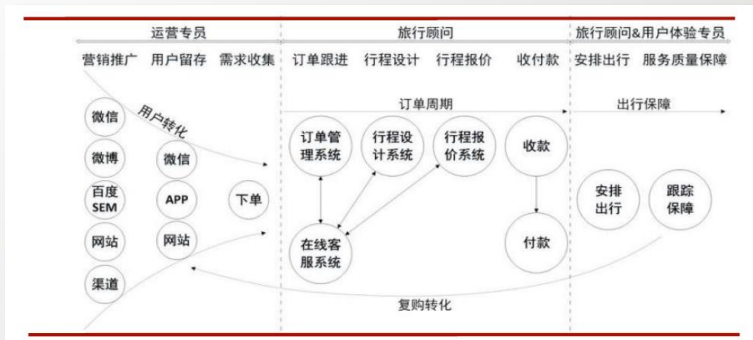 运营专员
旅行顾问
旅行顾问&用户体验专员
营销推广
用户留存
需求收集
订单跟进
行程设计
行程报价
收付款
安排出行
服务质量保障
用户转化
订单周期
出行保障
微信
微博
百度
SEM
网站
渠道
微信
APP
网站
下单
订单管
理系统
行程设
计系统
行程报
价系统
在线客
服系统
收款
付款
安排
出行
跟踪
保障
复购转化